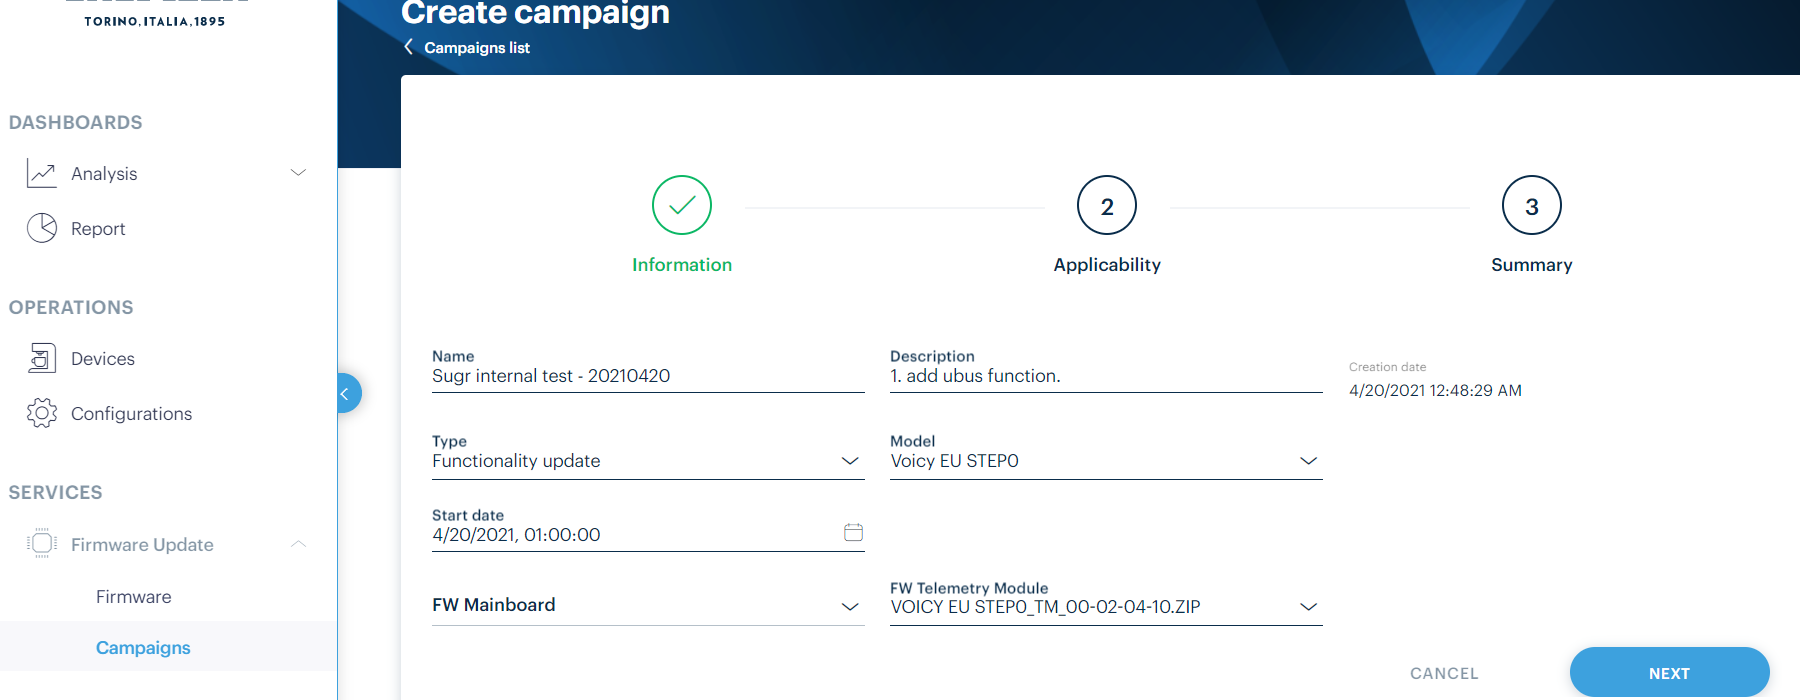 TORINO, ITALIA, 1895
DASHBOARDS
Analysis
Report
OPERATIONS
Devices
Configurations
SERVICES
Firmware Update
Firmware
Campaigns
Create campaign
Campaigns list
2
3
Information
Applicability
Summary
Name
Sugr internal test - 20210420
Description
1. add ubus function.
Creation date
4/20/2021 12:48:29 AM
Type
Functionality update
Model
Voicy EU STEP0
Start date
4/20/2021, 01:00:00
FW Mainboard
FW Telemetry Module
VOICY EU STEP0_TM_00-02-04-10.ZIP
CANCEL
NEXT